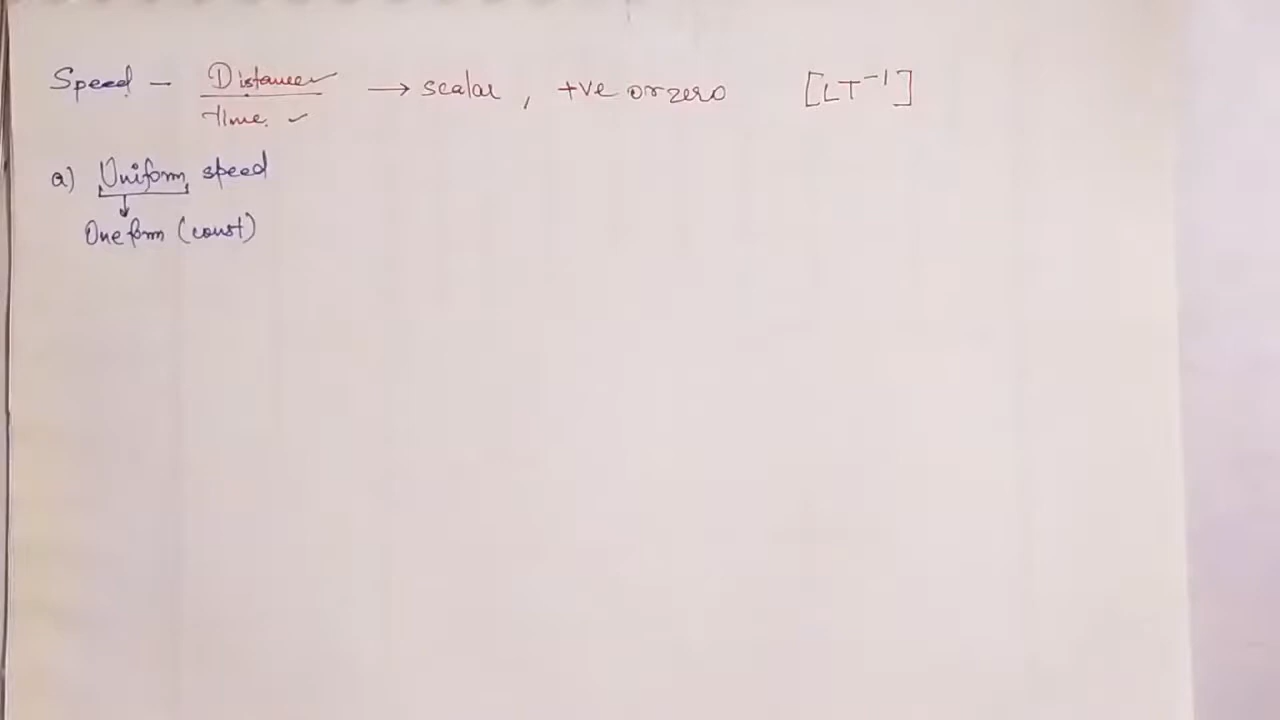 Speed – Distance ✓ → scalar, +ve or zero [LT⁻¹]
Time. ✓
a) Uniform speed
↓
One form (const)